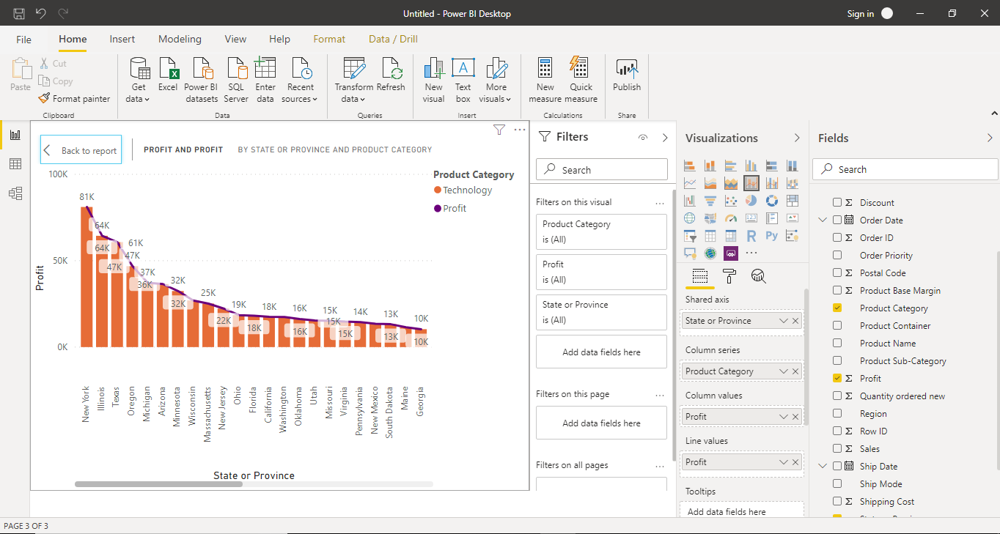 Untitled - Power BI Desktop
Sign in
File Home Insert Modeling View Help Format Data / Drill
Paste
Cut
Copy
Format painter
Clipboard
Get data
Excel
Power BI datasets
SQL Server
Enter data
Recent sources
Data
Transform data
Refresh
Queries
New visual
Text box
More visuals
Insert
New measure
Quick measure
Calculations
Publish
Share
Back to report
PROFIT AND PROFIT BY STATE OR PROVINCE AND PRODUCT CATEGORY
Product Category
Technology
Profit
100K
50K
0K
Profit
81K
64K
64K
61K
47K
47K
37K
36K
32K
32K
25K
22K
19K
18K
18K
16K
16K
15K
15K
15K
14K
13K
13K
10K
10K
New York
Illinois
Texas
Oregon
Michigan
Arizona
Minnesota
Wisconsin
Massachusetts
New Jersey
Ohio
Florida
California
Washington
Oklahoma
Utah
Missouri
Virginia
Pennsylvania
New Mexico
South Dakota
Maine
Georgia
State or Province
Filters
Search
Filters on this visual ...
Product Category
is (All)
Profit
is (All)
State or Province
is (All)
Add data fields here
Filters on this page ...
Add data fields here
Filters on all pages ...
Visualizations
123
R Py
...
Shared axis
State or Province
Column series
Product Category
Column values
Profit
Line values
Profit
Tooltips
Add data fields here
Fields
Search
Discount
Order Date
Order ID
Order Priority
Postal Code
Product Base Margin
Product Category
Product Container
Product Name
Product Sub-Category
Profit
Quantity ordered new
Region
Row ID
Sales
Ship Date
Ship Mode
Shipping Cost
PAGE 3 OF 3